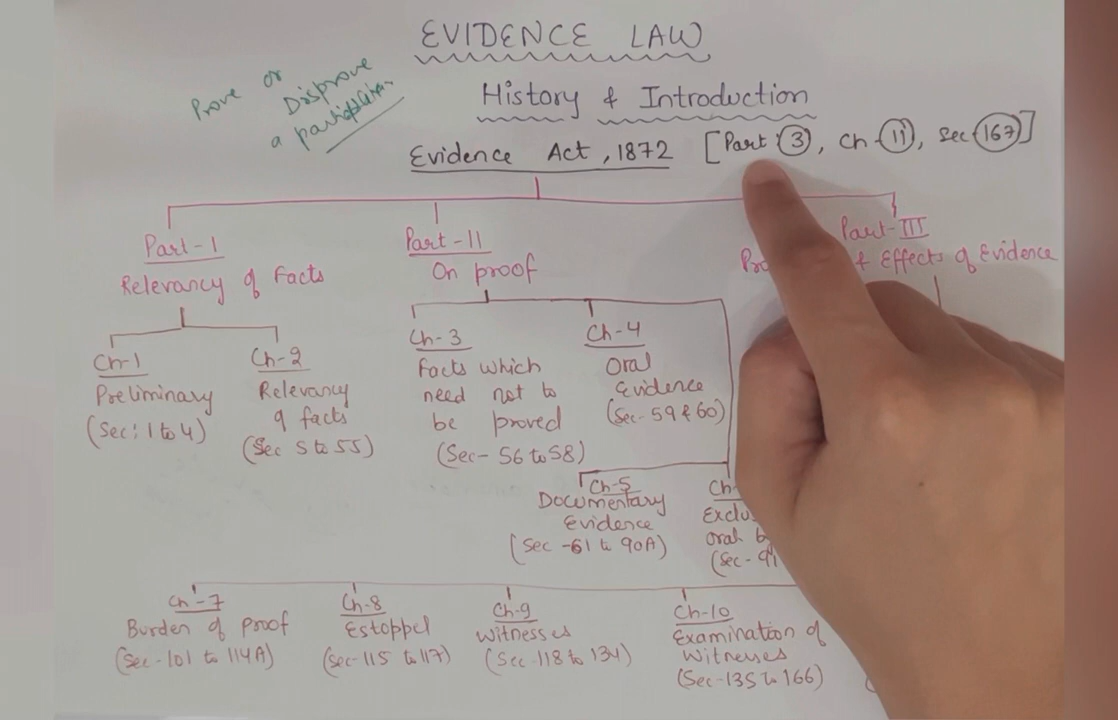 EVIDENCE LAW
Prove or
Disprove
a particular
History & Introduction
Evidence Act, 1872 [Part 3, Ch-11, Sec 167]
Part-I
Relevancy of Facts
Part-II
On proof
Part-III
& Effects of Evidence
Ch-1
Preliminary
(Sec: 1 to 4)
Ch-2
Relevancy
of facts
(Sec 5 to 55)
Ch-3
Facts which
need not to
be proved
(Sec- 56 to 58)
Ch-4
Oral
Evidence
(Sec- 59 & 60)
Ch-5
Documentary
Evidence
(Sec -61 to 90A)
Ch-
oral
(Sec- 91
Ch-7
Burden of proof
(Sec-101 to 114A)
Ch-8
Estoppel
(Sec-115 to 117)
Ch-9
Witnesses
(Sec-118 to 134)
Ch-10
Examination of
Witnesses
(Sec-135 to 166)